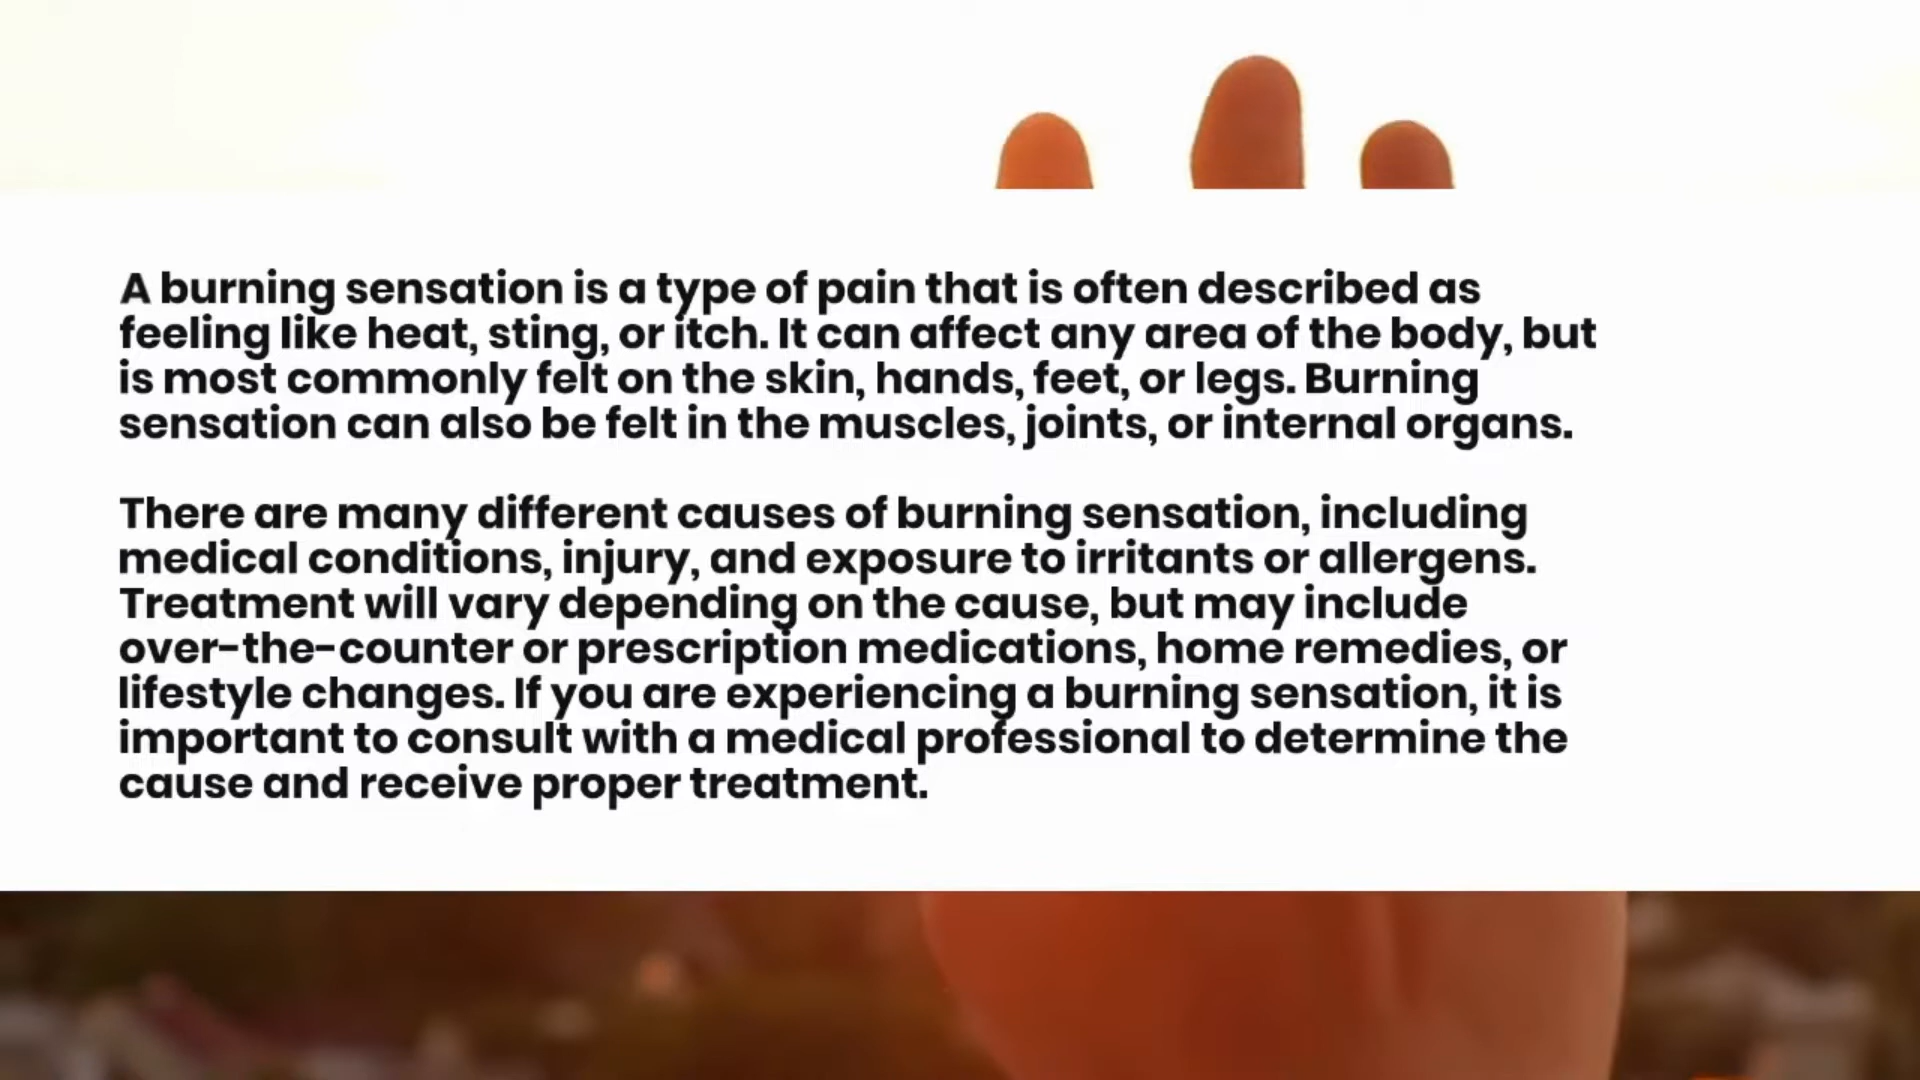 A burning sensation is a type of pain that is often described as
feeling like heat, sting, or itch. It can affect any area of the body, but
is most commonly felt on the skin, hands, feet, or legs. Burning
sensation can also be felt in the muscles, joints, or internal organs.
There are many different causes of burning sensation, including
medical conditions, injury, and exposure to irritants or allergens.
Treatment will vary depending on the cause, but may include
over-the-counter or prescription medications, home remedies, or
lifestyle changes. If you are experiencing a burning sensation, it is
important to consult with a medical professional to determine the
cause and receive proper treatment.